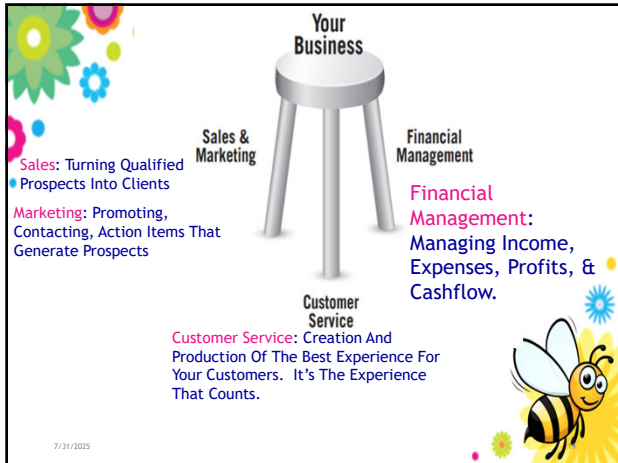 Your
Business
Sales &
Marketing
Financial
Management
Sales: Turning Qualified
Prospects Into Clients
Marketing: Promoting,
Contacting, Action Items That
Generate Prospects
Financial
Management:
Managing Income,
Expenses, Profits, &
Cashflow.
Customer
Service
Customer Service: Creation And
Production Of The Best Experience For
Your Customers.  It’s The Experience
That Counts.
7/31/2025